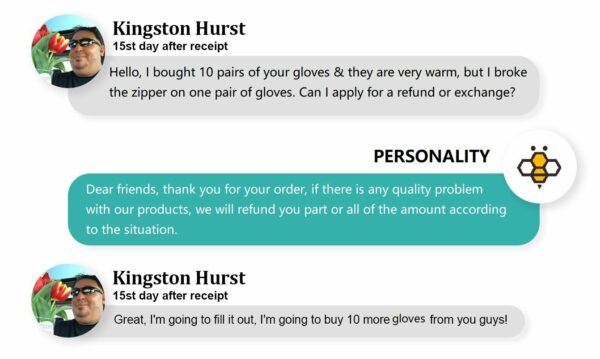 Kingston Hurst
15st day after receipt
Hello, I bought 10 pairs of your gloves & they are very warm, but I broke
the zipper on one pair of gloves. Can I apply for a refund or exchange?
PERSONALITY
Dear friends, thank you for your order, if there is any quality problem
with our products, we will refund you part or all of the amount according
to the situation.
Kingston Hurst
15st day after receipt
Great, I'm going to fill it out, I'm going to buy 10 more gloves from you guys!